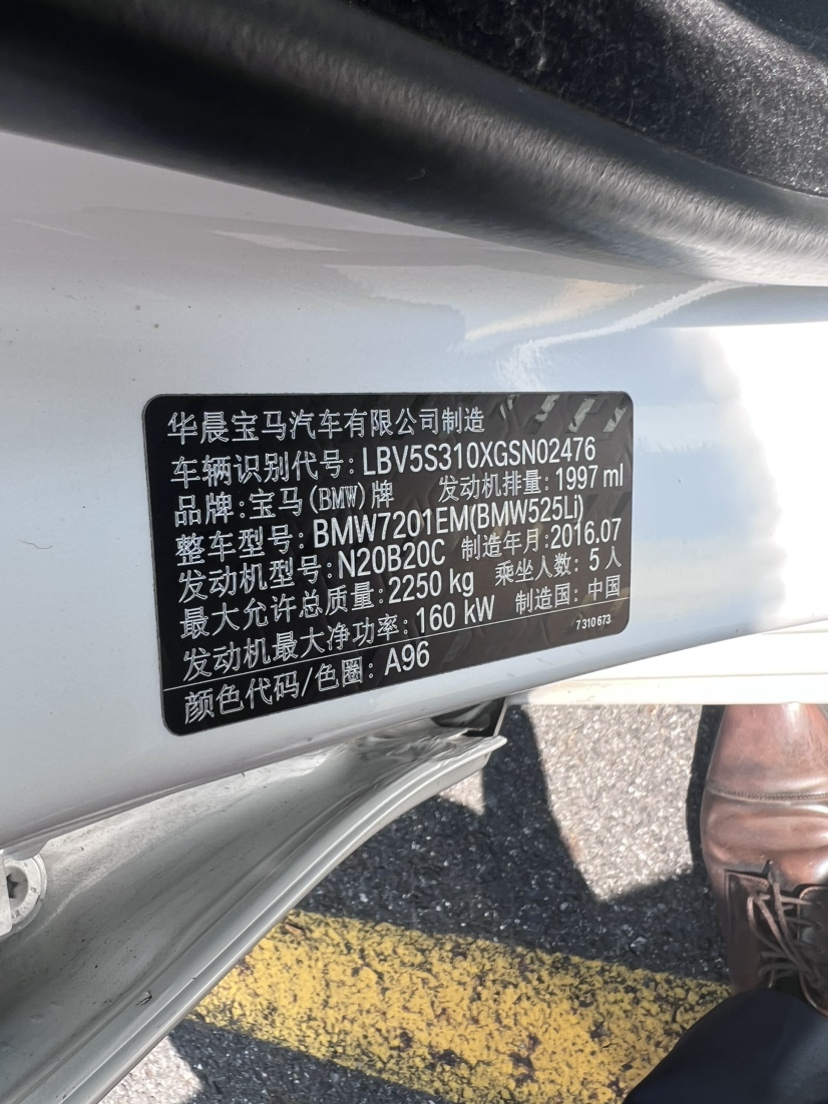 华晨宝马汽车有限公司制造
车辆识别代号: LBV5S310XGSN02476
品牌: 宝马(BMW)牌 发动机排量: 1997 ml
整车型号: BMW7201EM(BMW525Li)
发动机型号: N20B20C 制造年月: 2016.07
最大允许总质量: 2250 kg 乘坐人数: 5 人
发动机最大净功率: 160 kW 制造国: 中国
7 310 673
颜色代码/色圈: A96